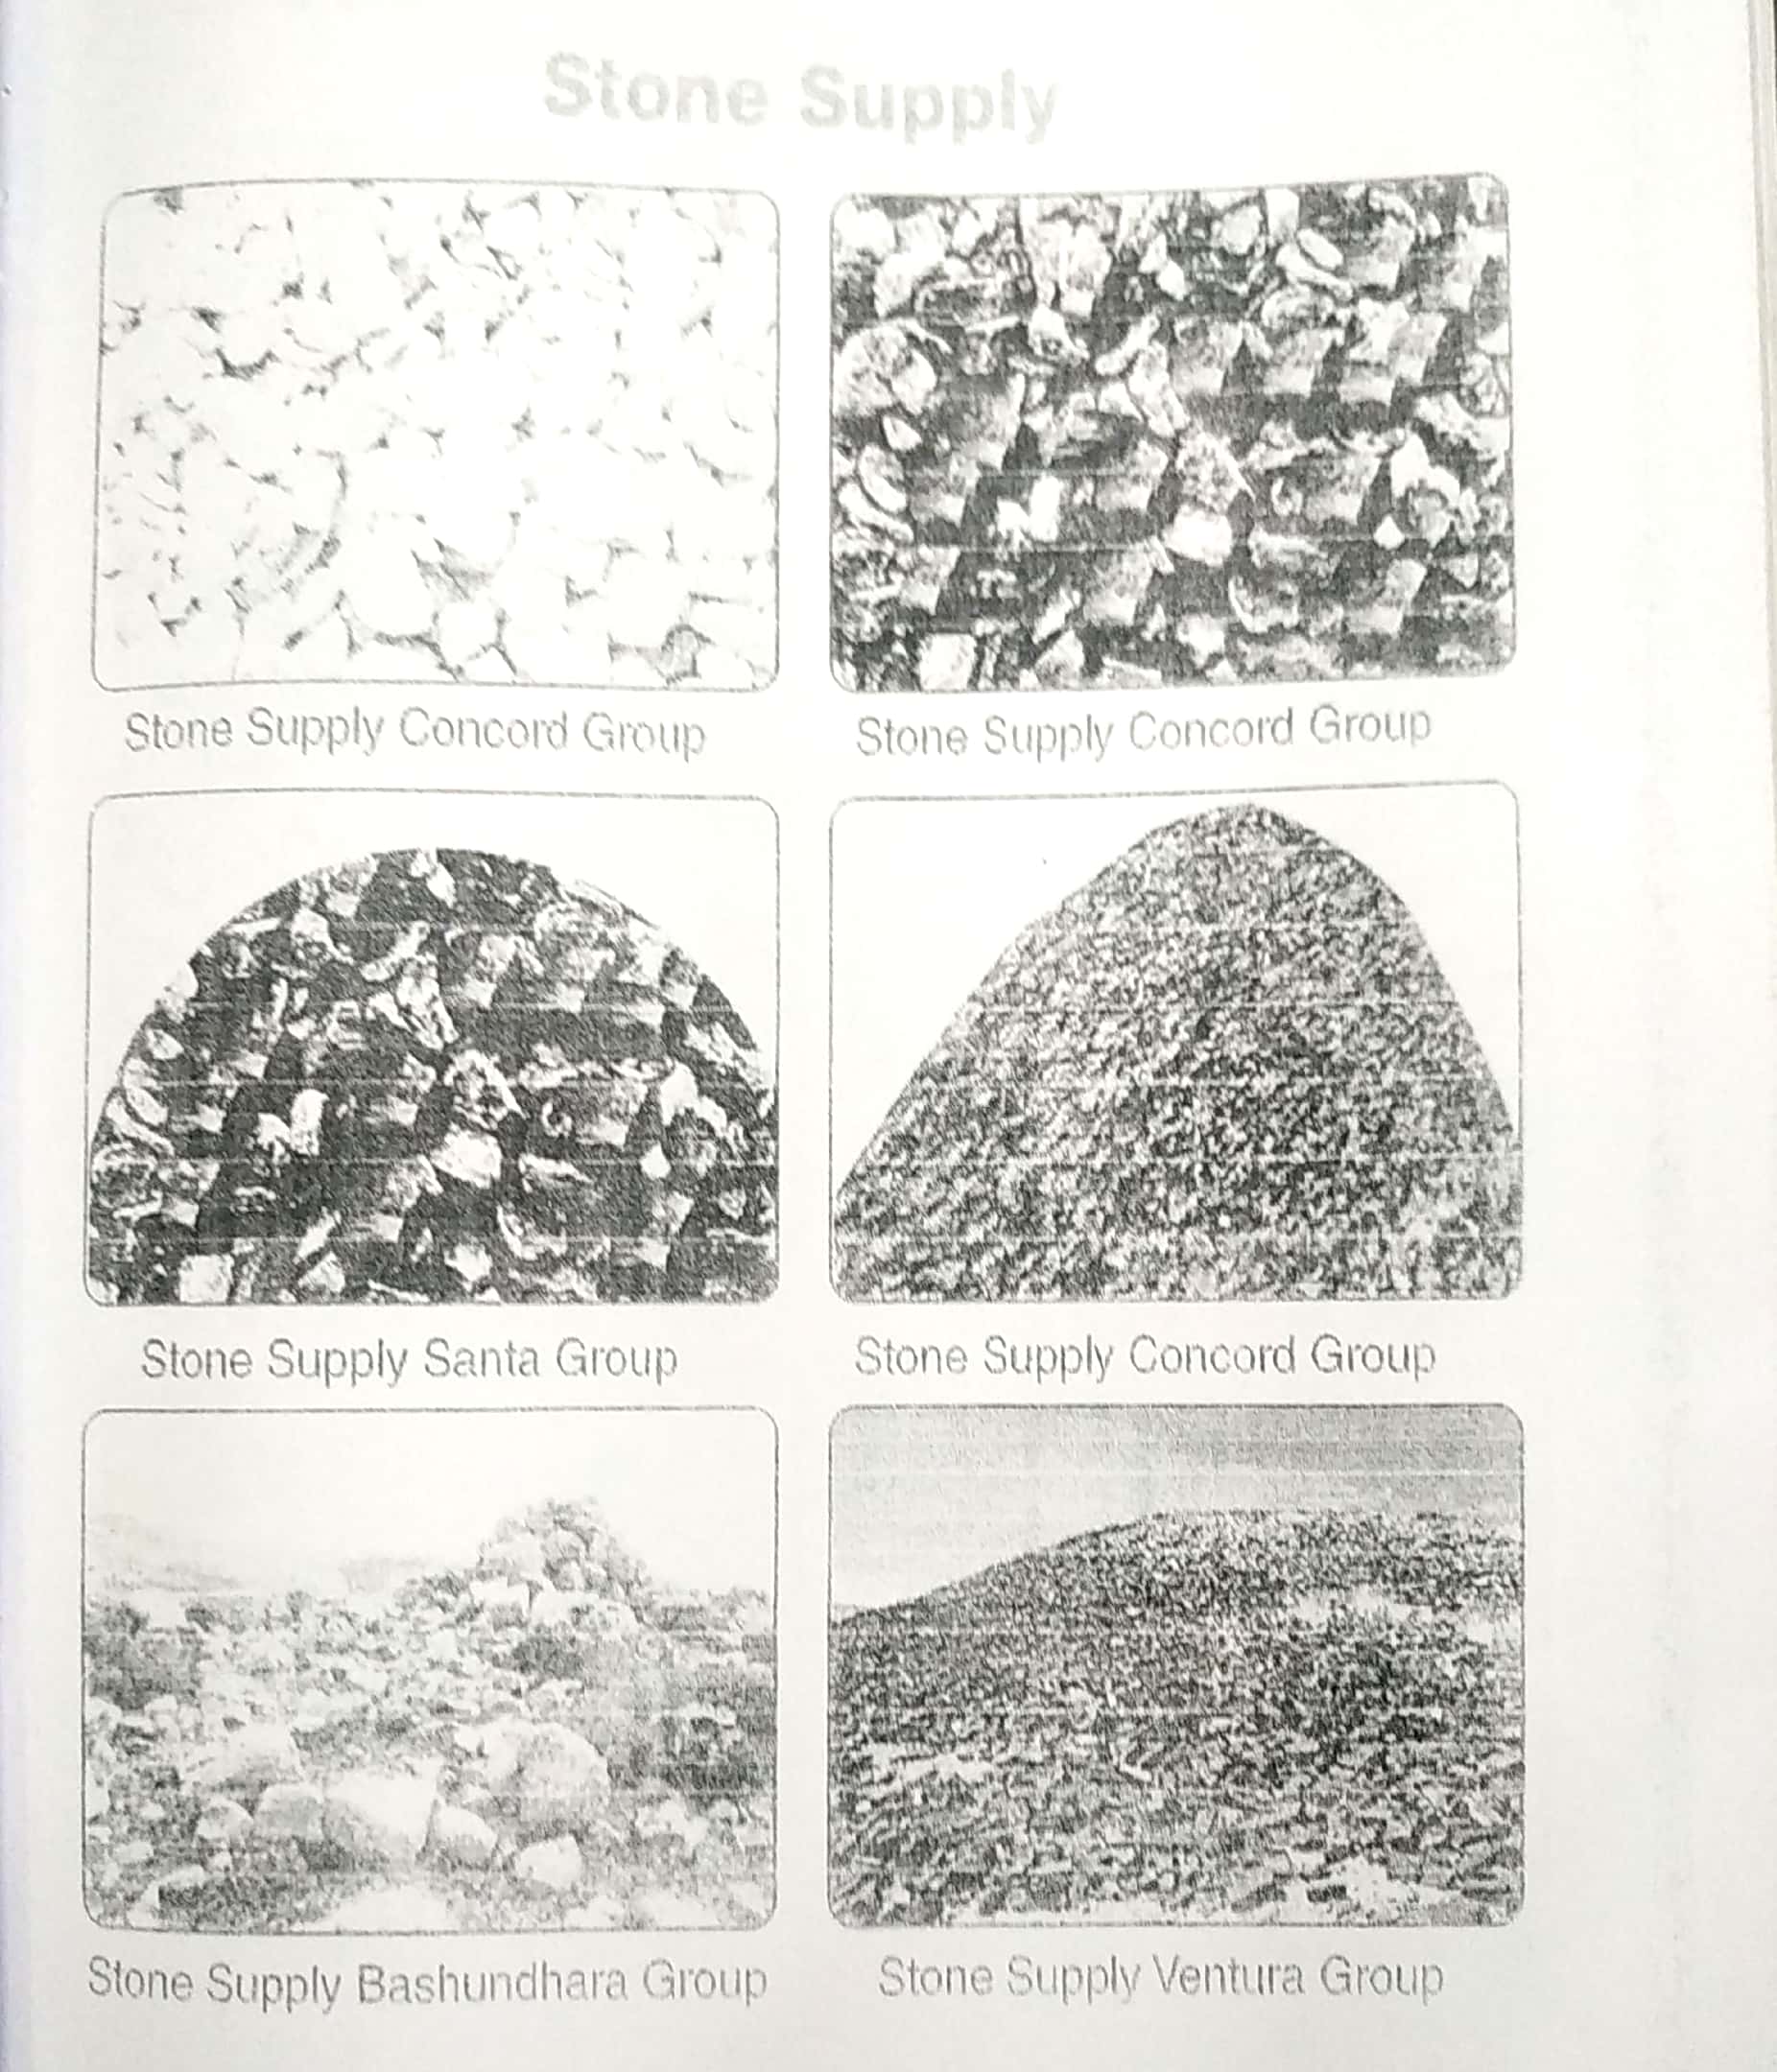 Stone Supply
Stone Supply Concord Group
Stone Supply Concord Group
Stone Supply Santa Group
Stone Supply Concord Group
Stone Supply Bashundhara Group
Stone Supply Ventura Group